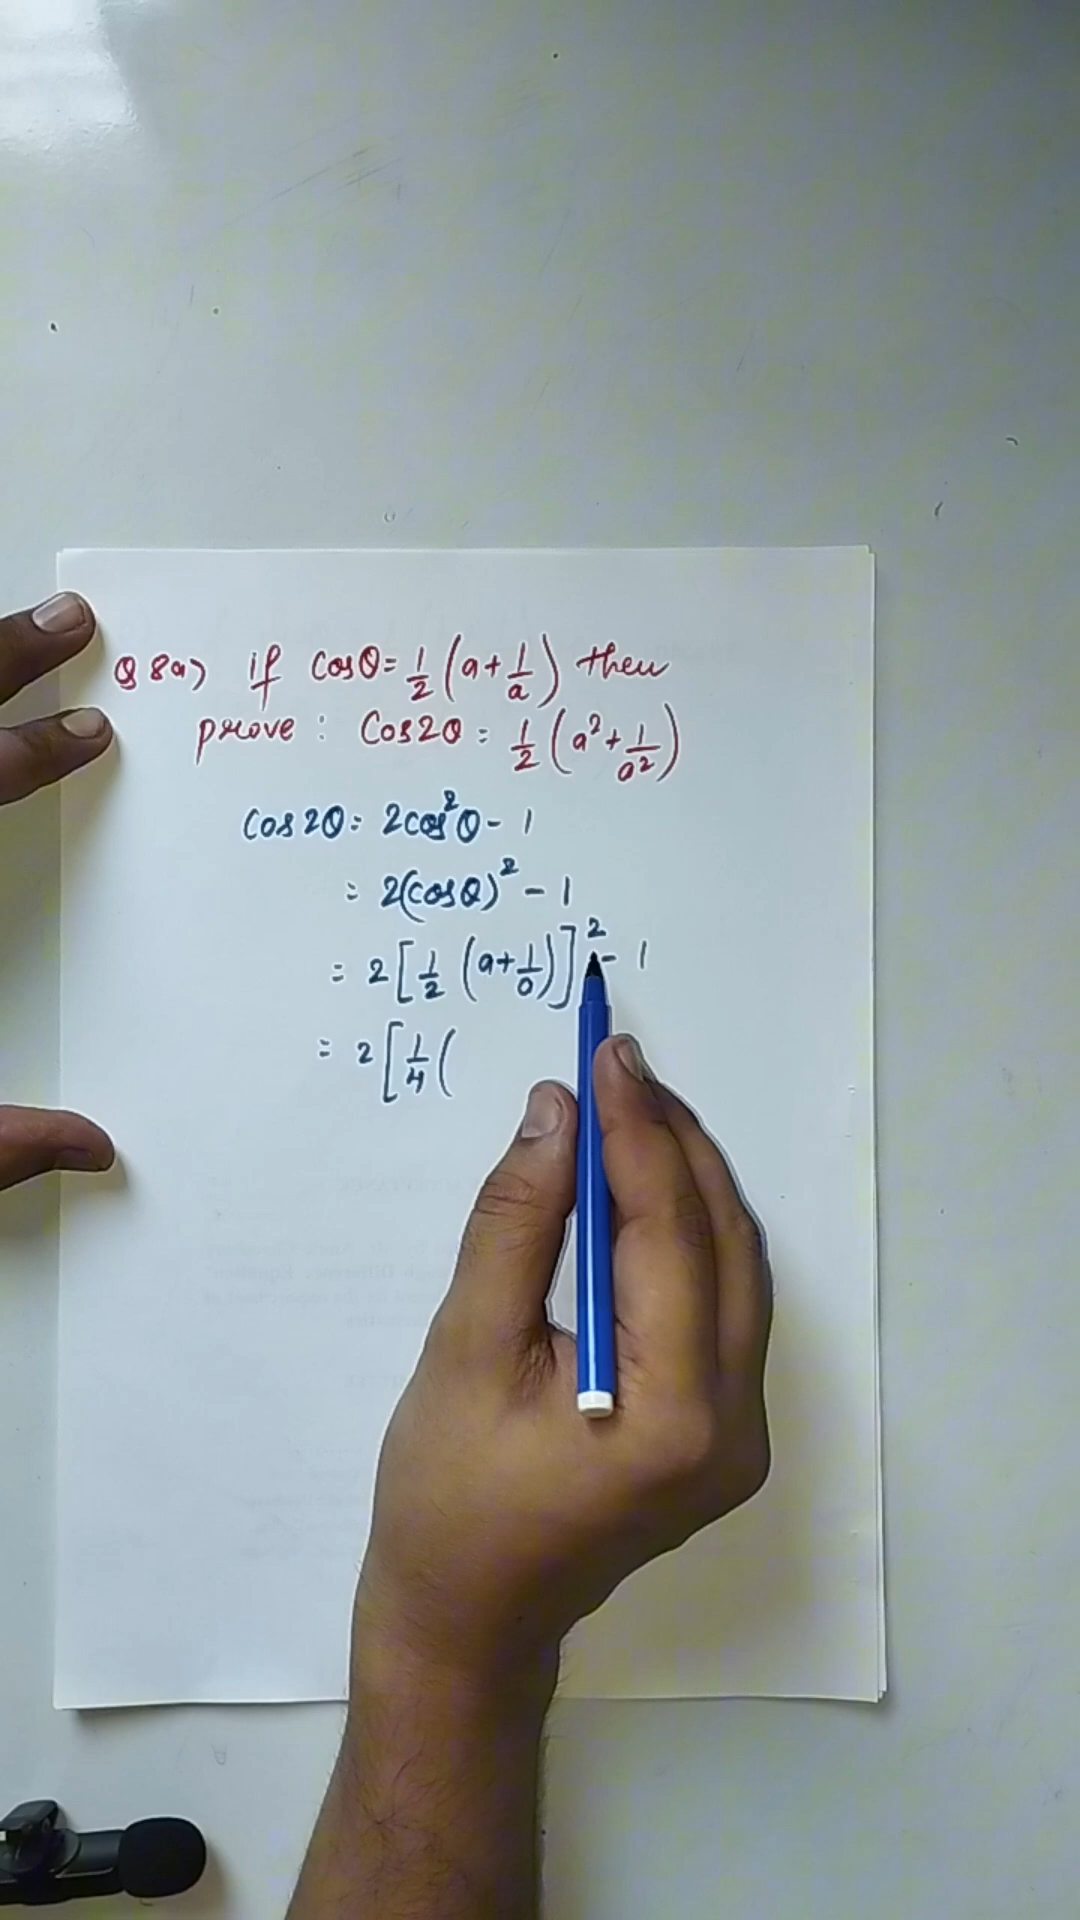 Q 8a) If cosθ = 1/2 (a + 1/a) then
prove : cos2θ = 1/2 (a² + 1/a²)
cos2θ = 2cos²θ - 1
= 2(cosθ)² - 1
= 2[1/2 (a + 1/a)]² - 1
= 2[1/4 (